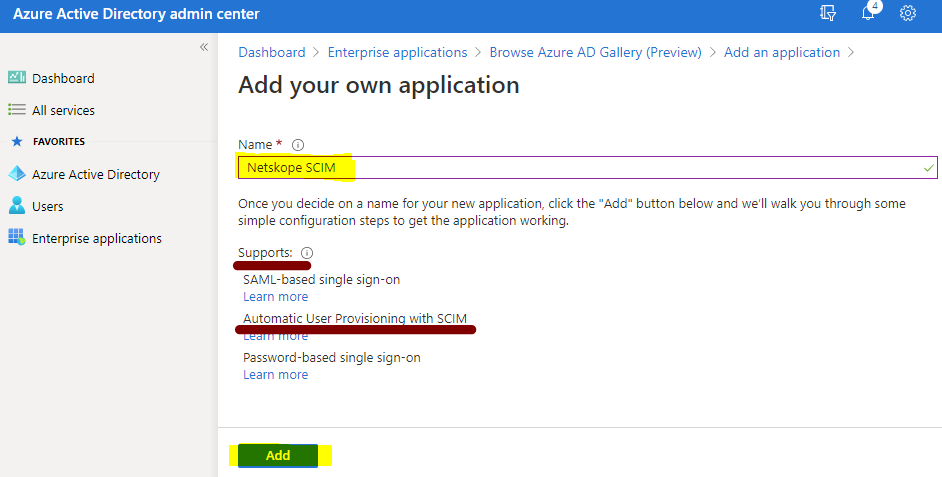 Azure Active Directory admin center
4
«
Dashboard > Enterprise applications > Browse Azure AD Gallery (Preview) > Add an application >
Add your own application
Dashboard
All services
FAVORITES
Azure Active Directory
Users
Enterprise applications
Name *
Netskope SCIM
Once you decide on a name for your new application, click the "Add" button below and we'll walk you through some
simple configuration steps to get the application working.
Supports:
SAML-based single sign-on
Learn more
Automatic User Provisioning with SCIM
Learn more
Password-based single sign-on
Learn more
Add